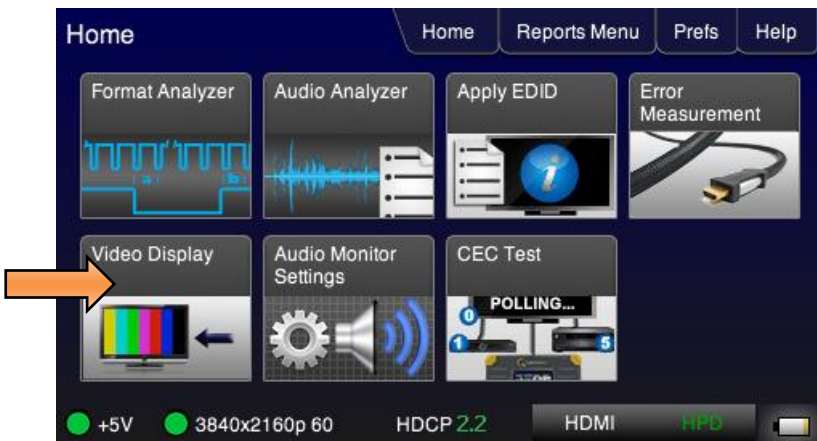 Home
Home
Reports Menu
Prefs
Help
Format Analyzer
Audio Analyzer
Apply EDID
Error
Measurement
a
b
i
Video Display
Audio Monitor
Settings
CEC Test
POLLING...
0
1
5
+5V
3840x2160p 60
HDCP 2.2
HDMI
HPD